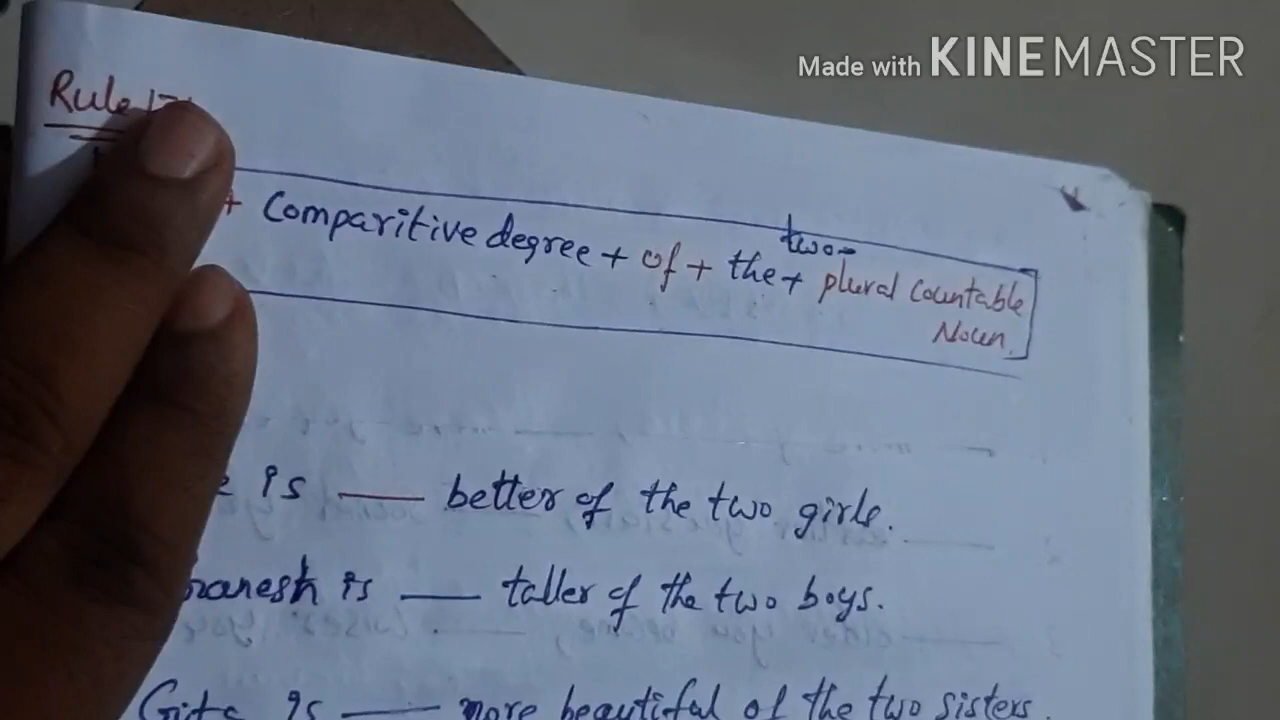 Made with KINEMASTER
Rule
+ Comparitive degree + of + the + two plural countable
Noun.
is ___ better of the two girls.
is ___ taller of the two boys.
Gita is ___ more beautiful of the two sisters.